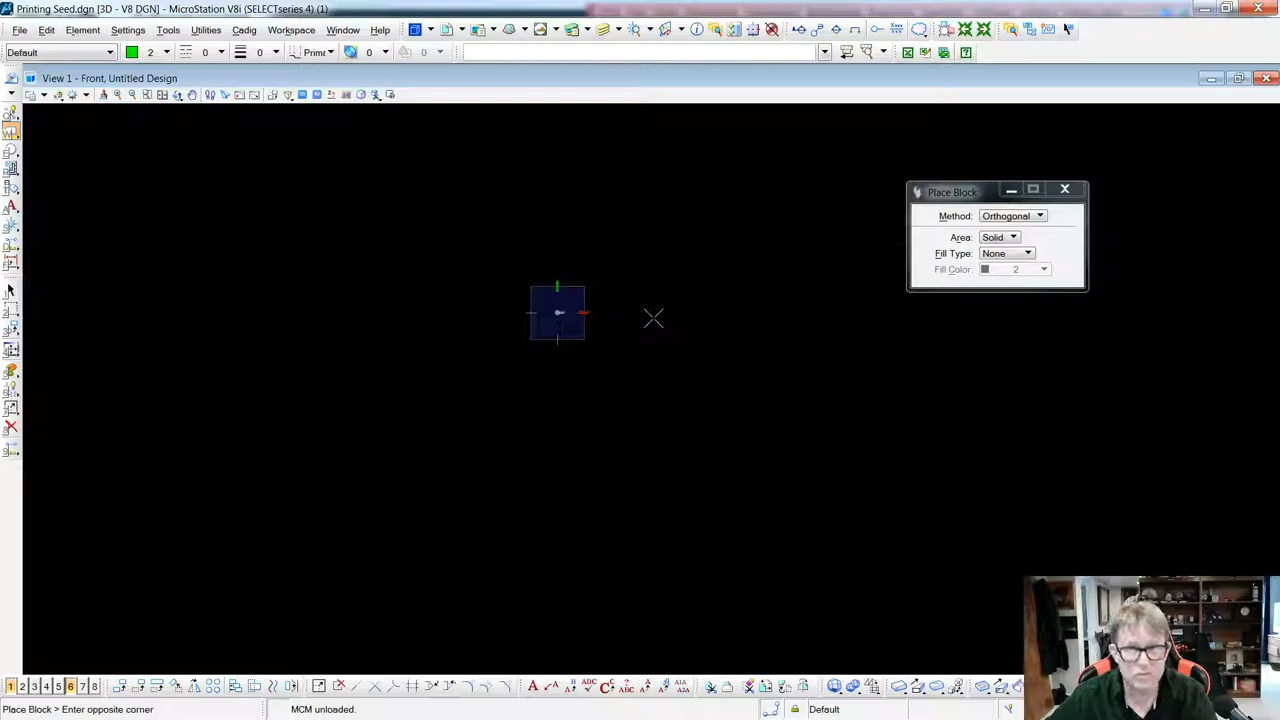 Printing Seed.dgn [3D - V8 DGN] - MicroStation V8i (SELECTseries 4) (1)
File Edit Element Settings Tools Utilities Cadig Workspace Window Help
Default 2 0 0 Prima 0 0
View 1 - Front, Untitled Design
Place Block
Method: Orthogonal
Area: Solid
Fill Type: None
Fill Color: 2
1 2 3 4 5 6 7 8
Place Block > Enter opposite corner MCM unloaded. Default